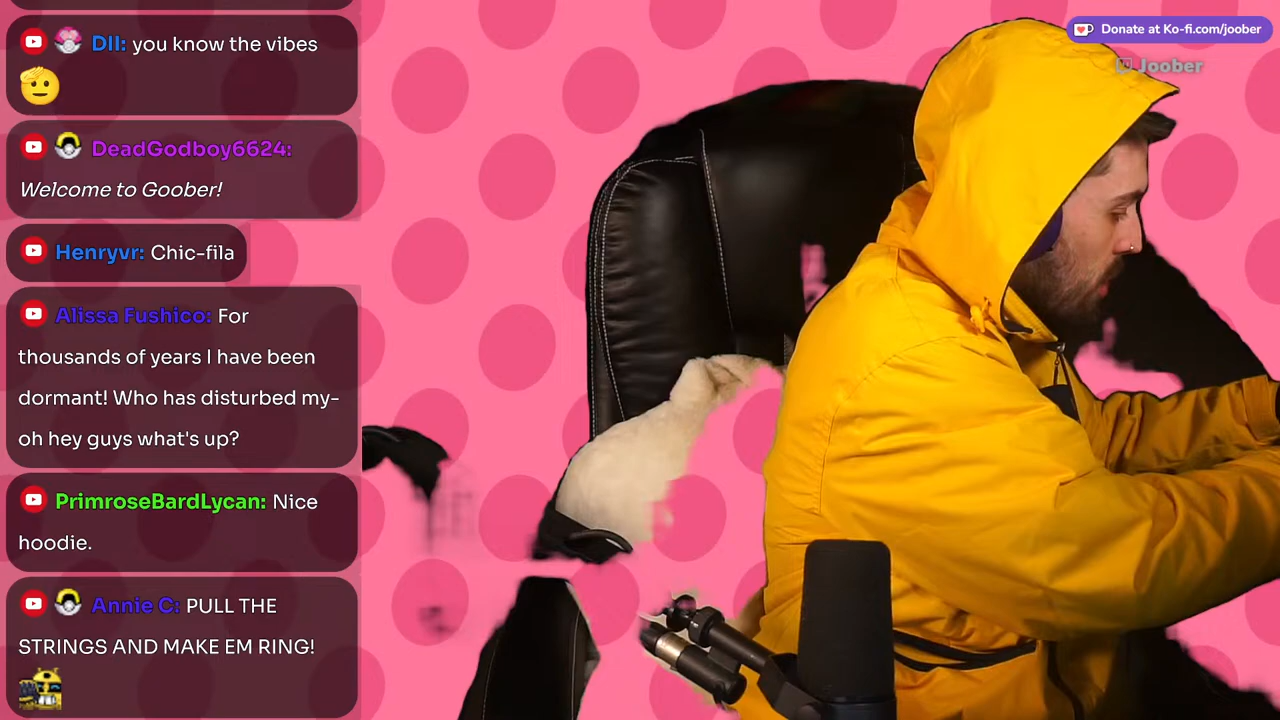 Dll: you know the vibes
DeadGodboy6624:
Welcome to Goober!
Henryvr: Chic-fila
Alissa Fushico: For
thousands of years I have been
dormant! Who has disturbed my-
oh hey guys what's up?
PrimroseBardLycan: Nice
hoodie.
Annie C: PULL THE
STRINGS AND MAKE EM RING!
Donate at Ko-fi.com/joober
Joober